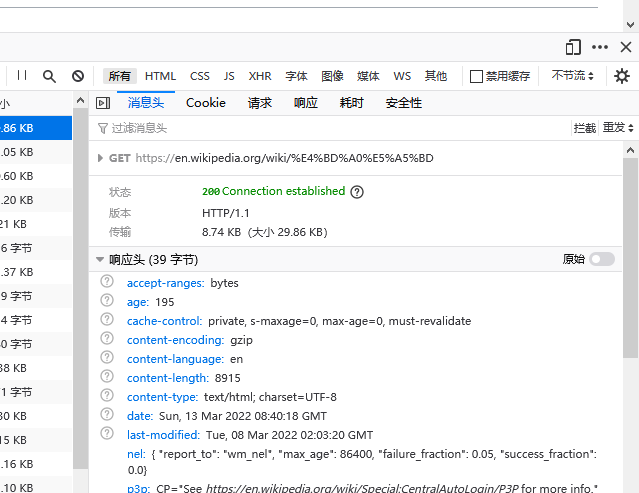 所有 HTML CSS JS XHR 字体 图像 媒体 WS 其他 禁用缓存 不节流
小 消息头 Cookie 请求 响应 耗时 安全性
.86 KB 过滤消息头 拦截 重发
.05 KB GET https://en.wikipedia.org/wiki/%E4%BD%A0%E5%A5%BD
.60 KB 状态 200 Connection established
.20 KB 版本 HTTP/1.1
21 KB 传输 8.74 KB（大小 29.86 KB）
6 字节 响应头 (39 字节) 原始
.37 KB accept-ranges: bytes
9 字节 age: 195
4 字节 cache-control: private, s-maxage=0, max-age=0, must-revalidate
0 字节 content-encoding: gzip
38 KB content-language: en
content-length: 8915
1 字节 content-type: text/html; charset=UTF-8
30 KB date: Sun, 13 Mar 2022 08:40:18 GMT
15 KB last-modified: Tue, 08 Mar 2022 02:03:20 GMT
.16 KB nel: { "report_to": "wm_nel", "max_age": 86400, "failure_fraction": 0.05, "success_fraction":
0.0}
.10 KB p3p: CP="See https://en.wikipedia.org/wiki/Special:CentralAutoLogin/P3P for more info."